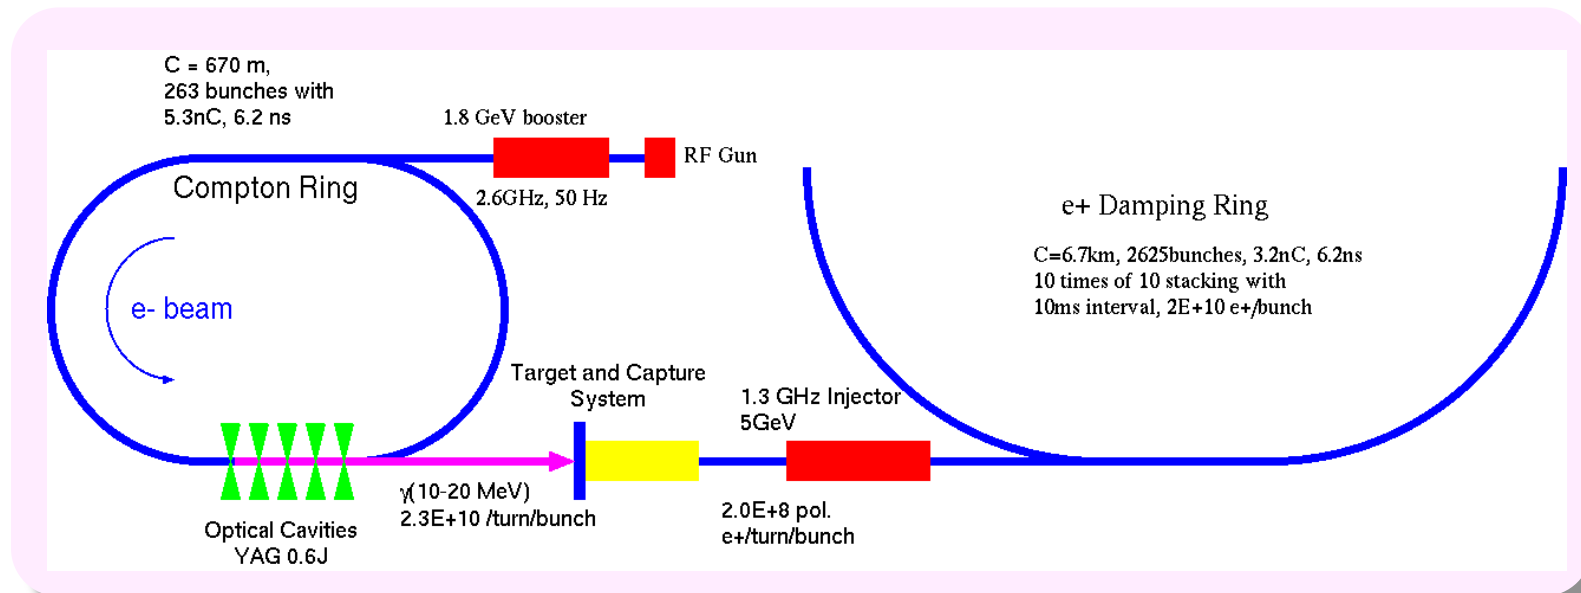 C = 670 m,
263 bunches with
5.3nC, 6.2 ns
1.8 GeV booster
RF Gun
2.6GHz, 50 Hz
Compton Ring
e- beam
e+ Damping Ring
C=6.7km, 2625bunches, 3.2nC, 6.2ns
10 times of 10 stacking with
10ms interval, 2E+10 e+/bunch
Target and Capture
System
1.3 GHz Injector
5GeV
γ(10-20 MeV)
2.3E+10 /turn/bunch
Optical Cavities
YAG 0.6J
2.0E+8 pol.
e+/turn/bunch